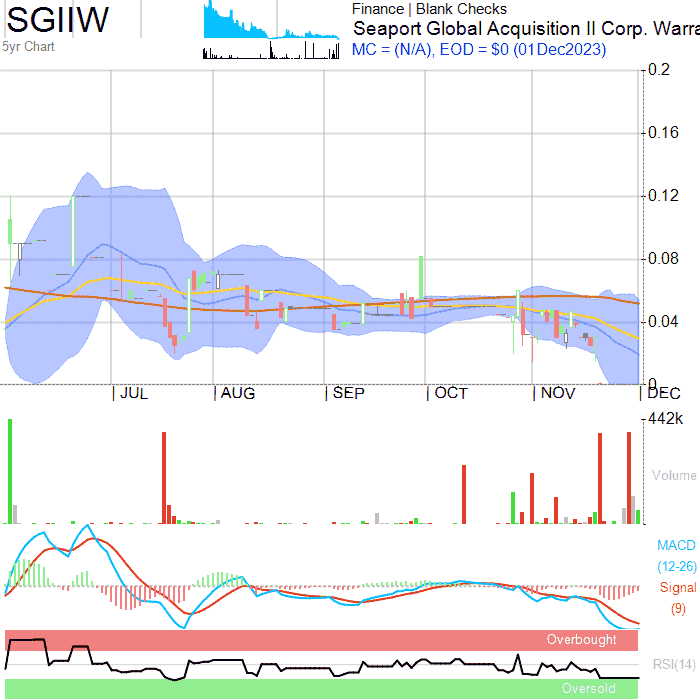 SGIIW
5yr Chart
Finance | Blank Checks
Seaport Global Acquisition II Corp. Warra
MC = (N/A), EOD = $0 (01Dec2023)
0.2
0.16
0.12
0.08
0.04
0
JUL AUG SEP OCT NOV DEC
442k
Volume
MACD
(12-26)
Signal
(9)
Overbought
RSI(14)
Oversold